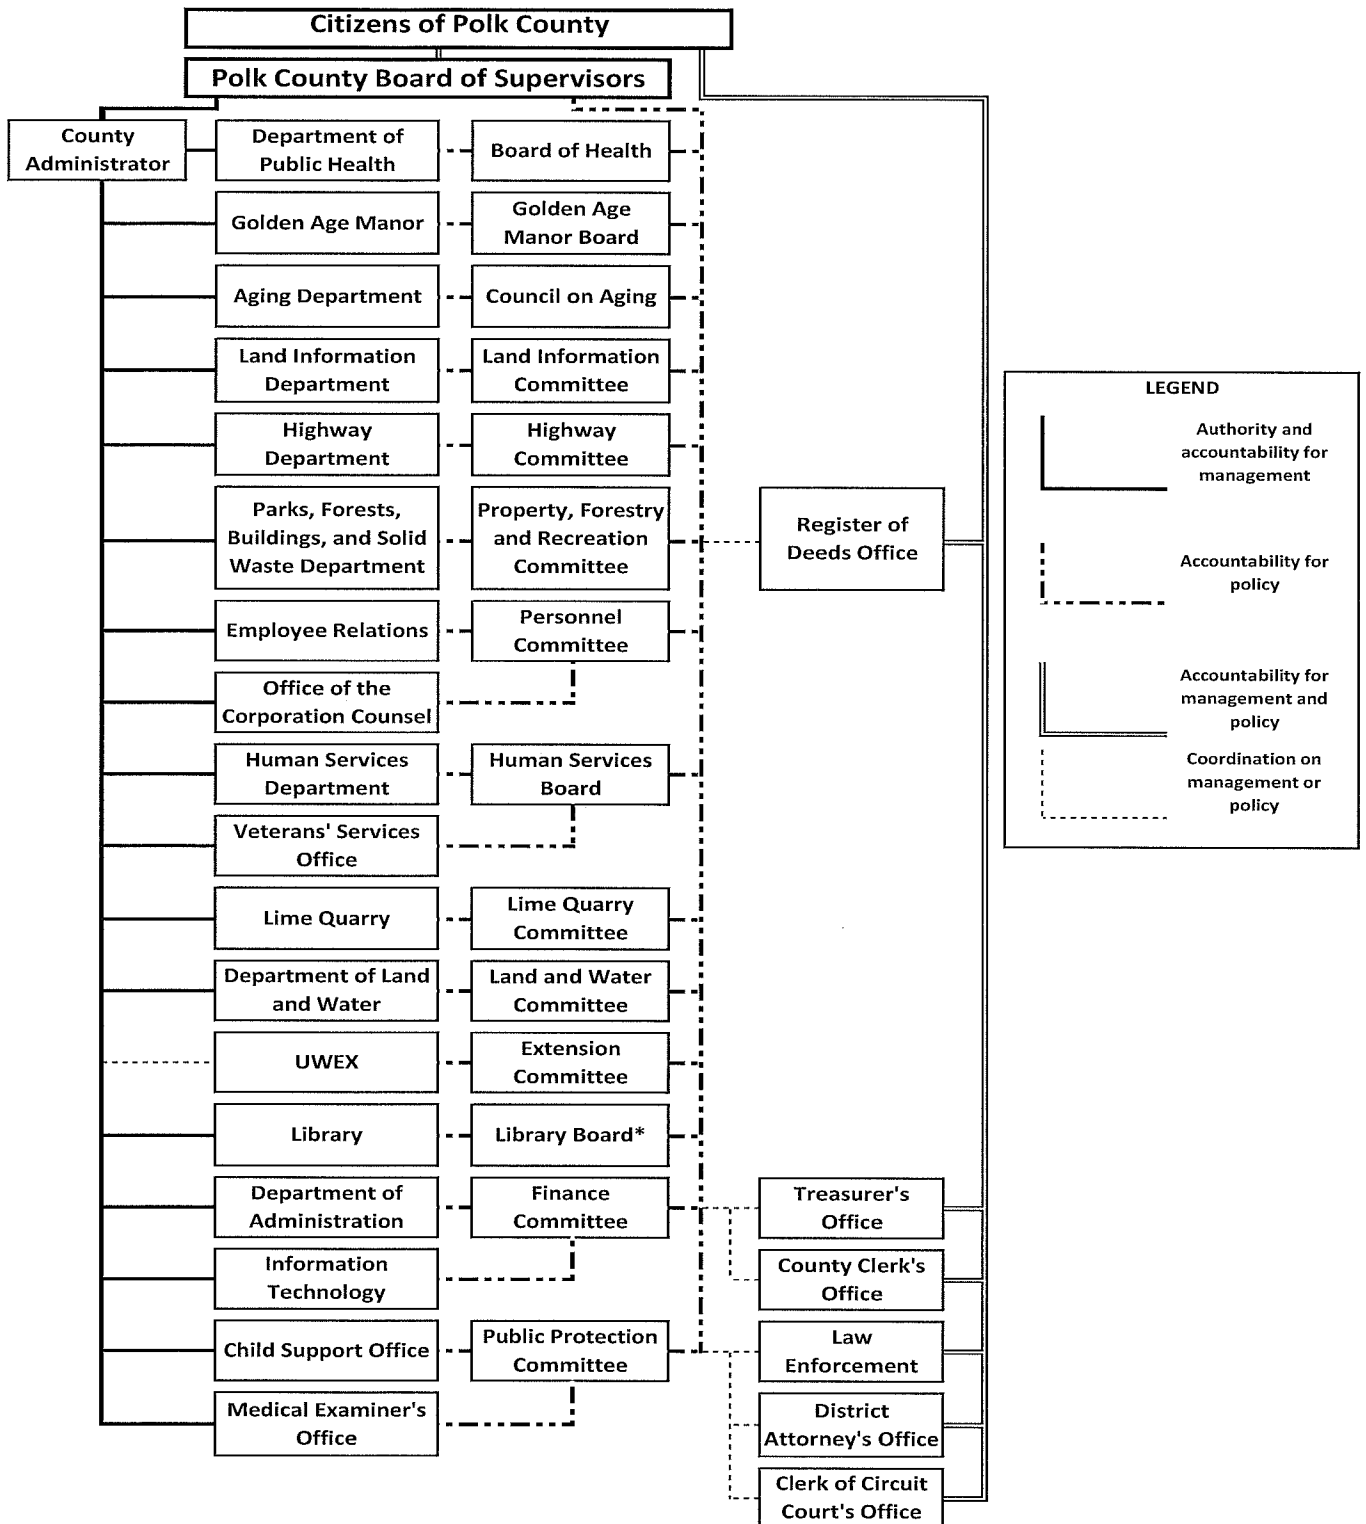 Citizens of Polk County
Polk County Board of Supervisors
County
Administrator
Department of
Public Health
Board of Health
Golden Age Manor
Golden Age
Manor Board
Aging Department
Council on Aging
Land Information
Department
Land Information
Committee
Highway
Department
Highway
Committee
Parks, Forests,
Buildings, and Solid
Waste Department
Property, Forestry
and Recreation
Committee
Register of
Deeds Office
Employee Relations
Personnel
Committee
Office of the
Corporation Counsel
Human Services
Department
Human Services
Board
Veterans' Services
Office
Lime Quarry
Lime Quarry
Committee
Department of Land
and Water
Land and Water
Committee
UWEX
Extension
Committee
Library
Library Board*
Department of
Administration
Finance
Committee
Treasurer's
Office
Information
Technology
County Clerk's
Office
Child Support Office
Public Protection
Committee
Law
Enforcement
Medical Examiner's
Office
District
Attorney's Office
Clerk of Circuit
Court's Office
LEGEND
Authority and
accountability for
management
Accountability for
policy
Accountability for
management and
policy
Coordination on
management or
policy